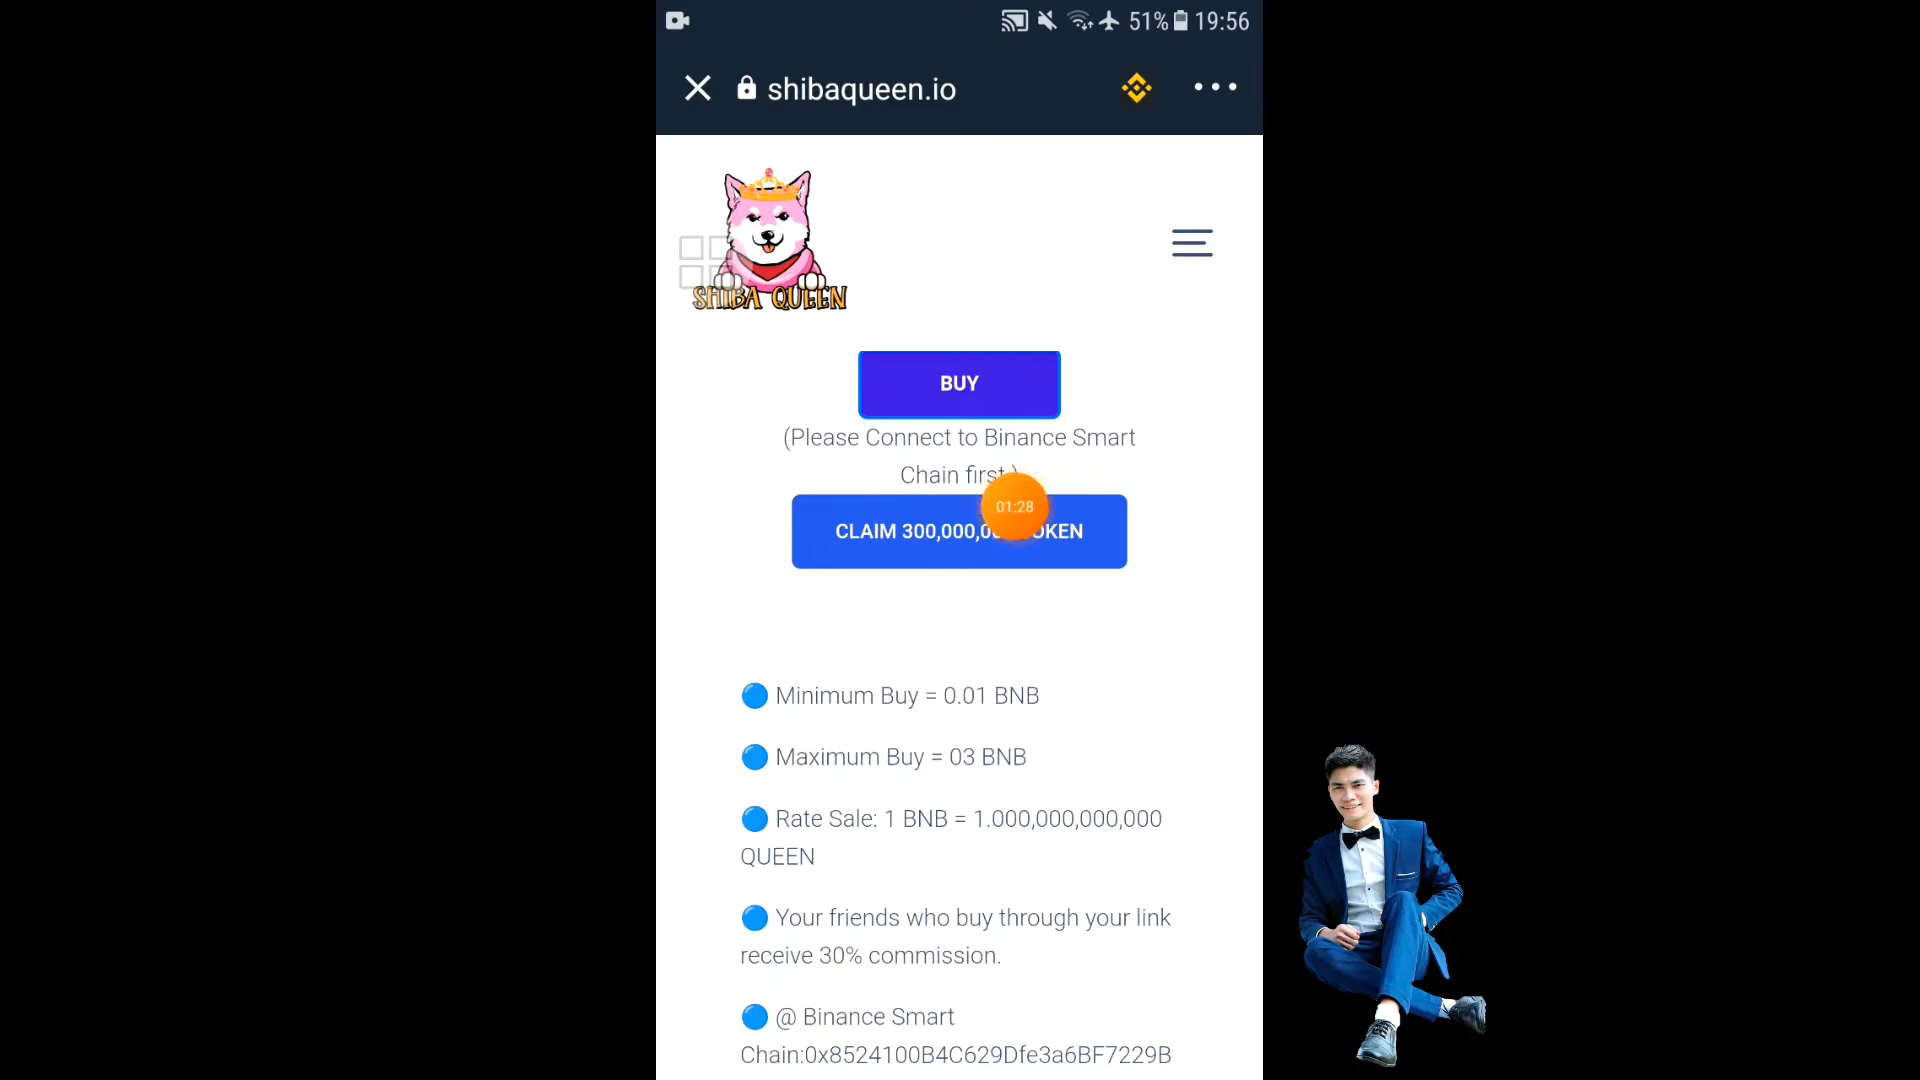 51% 19:56
shibaqueen.io
SHIBA QUEEN
BUY
(Please Connect to Binance Smart
Chain first
01:28
CLAIM
Minimum Buy = 0.01 BNB
Maximum Buy = 03 BNB
Rate Sale: 1 BNB = 1.000,000,000,000
QUEEN
Your friends who buy through your link
receive 30% commission.
@ Binance Smart
Chain:0x8524100B4C629Dfe3a6BF7229B